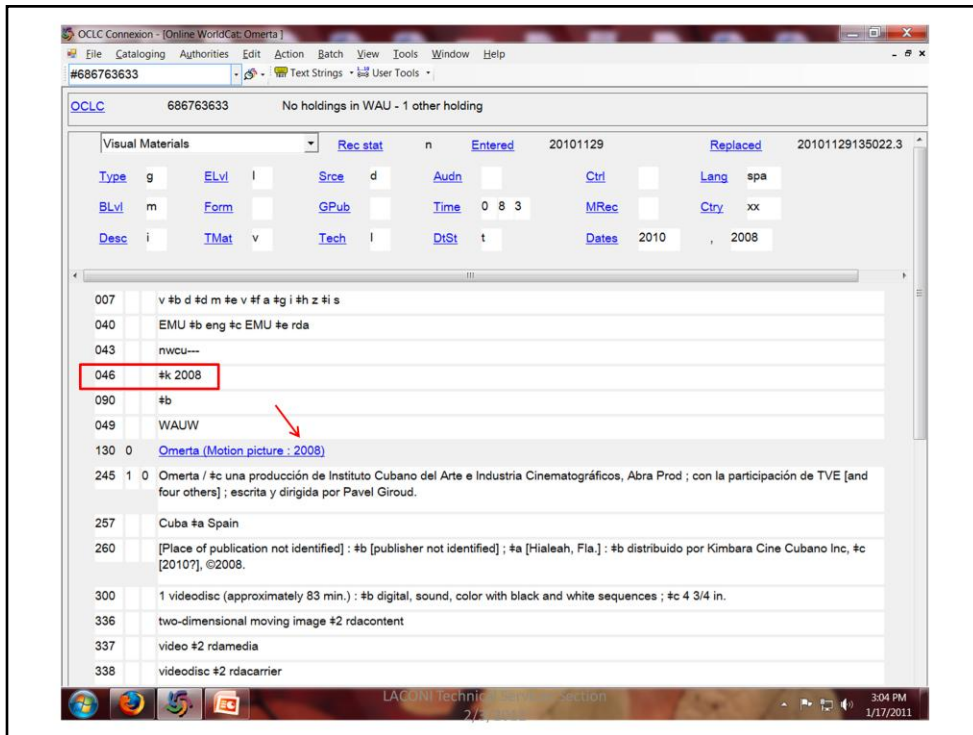 OCLC Connexion - [Online WorldCat: Omerta ]
File Cataloging Authorities Edit Action Batch View Tools Window Help
#686763633 Text Strings User Tools
OCLC 686763633 No holdings in WAU - 1 other holding
Visual Materials Rec stat n Entered 20101129 Replaced 20101129135022.3
Type g ELvl I Srce d Audn Ctrl Lang spa
BLvl m Form GPub Time 0 8 3 MRec Ctry xx
Desc i TMat v Tech l DtSt t Dates 2010 , 2008
007 v ‡b d ‡d m ‡e v ‡f a ‡g i ‡h z ‡i s
040 EMU ‡b eng ‡c EMU ‡e rda
043 nwcu---
046 ‡k 2008
090 ‡b
049 WAUW
130 0 Omerta (Motion picture : 2008)
245 1 0 Omerta / ‡c una producción de Instituto Cubano del Arte e Industria Cinematográficos, Abra Prod ; con la participación de TVE [and
four others] ; escrita y dirigida por Pavel Giroud.
257 Cuba ‡a Spain
260 [Place of publication not identified] : ‡b [publisher not identified] ; ‡a [Hialeah, Fla.] : ‡b distribuido por Kimbara Cine Cubano Inc, ‡c
[2010?], ©2008.
300 1 videodisc (approximately 83 min.) : ‡b digital, sound, color with black and white sequences ; ‡c 4 3/4 in.
336 two-dimensional moving image ‡2 rdacontent
337 video ‡2 rdamedia
338 videodisc ‡2 rdacarrier
LACONI Technical Services Section
3:04 PM
1/17/2011